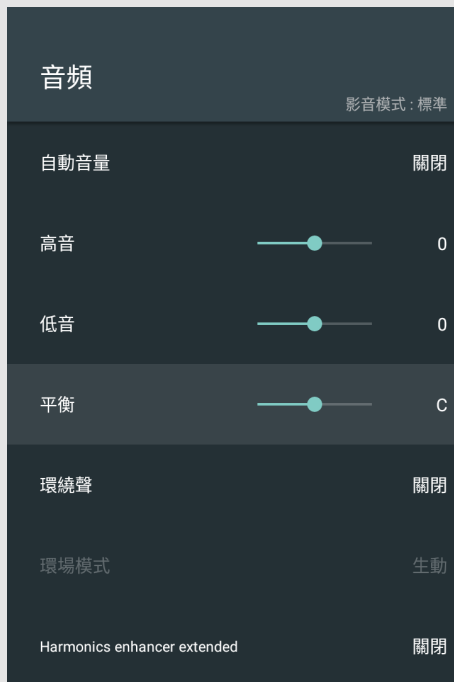 音頻
影音模式 : 標準
自動音量 關閉
高音 0
低音 0
平衡 C
環繞聲 關閉
環場模式 生動
Harmonics enhancer extended 關閉